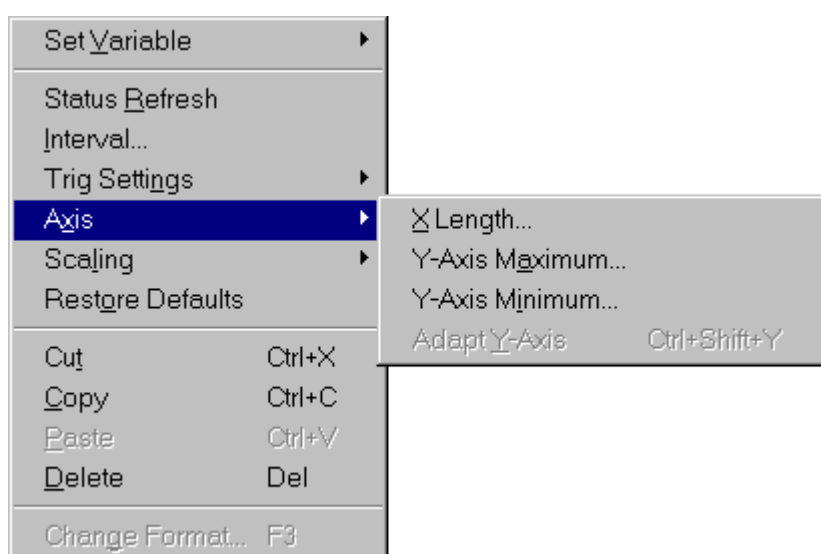 Set Variable
Status Refresh
Interval...
Trig Settings
Axis
Scaling
Restore Defaults
Cut Ctrl+X
Copy Ctrl+C
Paste Ctrl+V
Delete Del
Change Format... F3
X Length...
Y-Axis Maximum...
Y-Axis Minimum...
Adapt Y-Axis Ctrl+Shift+Y